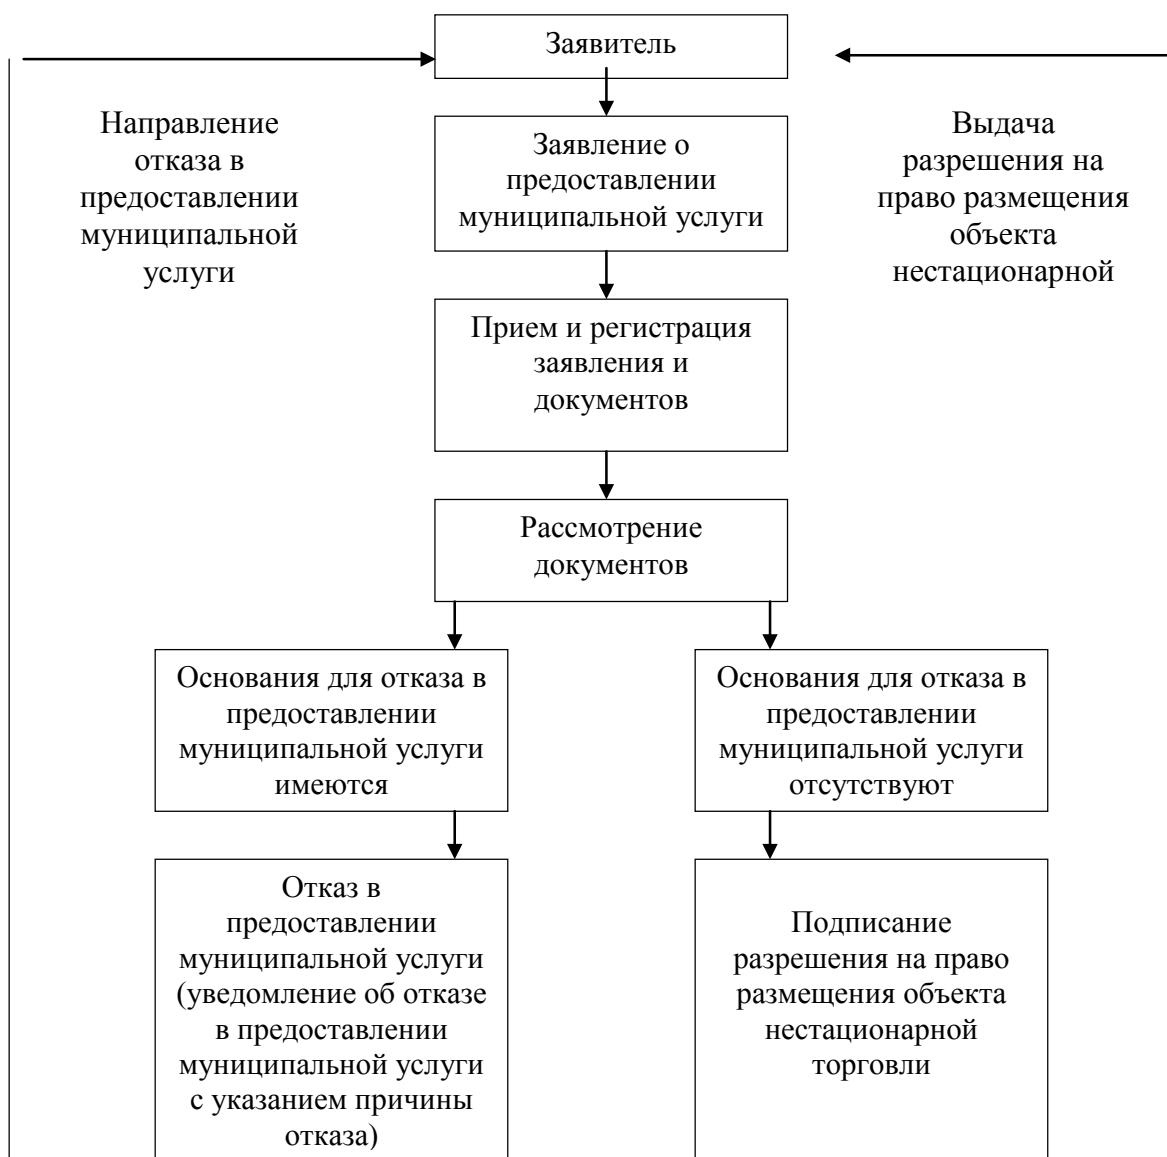 Заявитель
Направление
отказа в
предоставлении
муниципальной
услуги
Заявление о
предоставлении
муниципальной услуги
Выдача
разрешения на
право размещения
объекта
нестационарной
Прием и регистрация
заявления и
документов
Рассмотрение
документов
Основания для отказа в
предоставлении
муниципальной услуги
имеются
Основания для отказа в
предоставлении
муниципальной услуги
отсутствуют
Отказ в
предоставлении
муниципальной услуги
(уведомление об отказе
в предоставлении
муниципальной услуги
с указанием причины
отказа)
Подписание
разрешения на право
размещения объекта
нестационарной
торговли